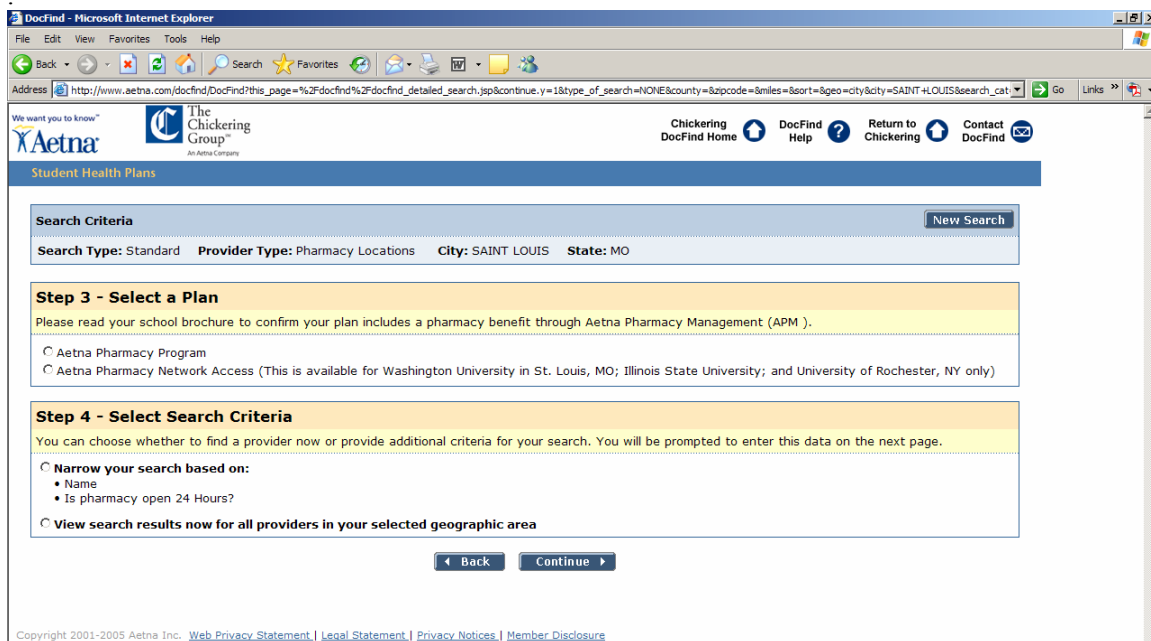 DocFind - Microsoft Internet Explorer
File Edit View Favorites Tools Help
Back Search Favorites
Address http://www.aetna.com/docfind/DocFind?this_page=%2Fdocfind%2Fdocfind_detailed_search.jsp&continue.y=1&type_of_search=NONE&county=&zipcode=&miles=&sort=&geo=city&city=SAINT+LOUIS&search_cat Go Links »
We want you to know™
Aetna
The
Chickering
Group℠
An Aetna Company
Chickering
DocFind Home
DocFind
Help
Return to
Chickering
Contact
DocFind
Student Health Plans
Search Criteria New Search
Search Type: Standard Provider Type: Pharmacy Locations City: SAINT LOUIS State: MO
Step 3 - Select a Plan
Please read your school brochure to confirm your plan includes a pharmacy benefit through Aetna Pharmacy Management (APM ).
Aetna Pharmacy Program
Aetna Pharmacy Network Access (This is available for Washington University in St. Louis, MO; Illinois State University; and University of Rochester, NY only)
Step 4 - Select Search Criteria
You can choose whether to find a provider now or provide additional criteria for your search. You will be prompted to enter this data on the next page.
Narrow your search based on:
• Name
• Is pharmacy open 24 Hours?
View search results now for all providers in your selected geographic area
Back Continue
Copyright 2001-2005 Aetna Inc. Web Privacy Statement | Legal Statement | Privacy Notices | Member Disclosure